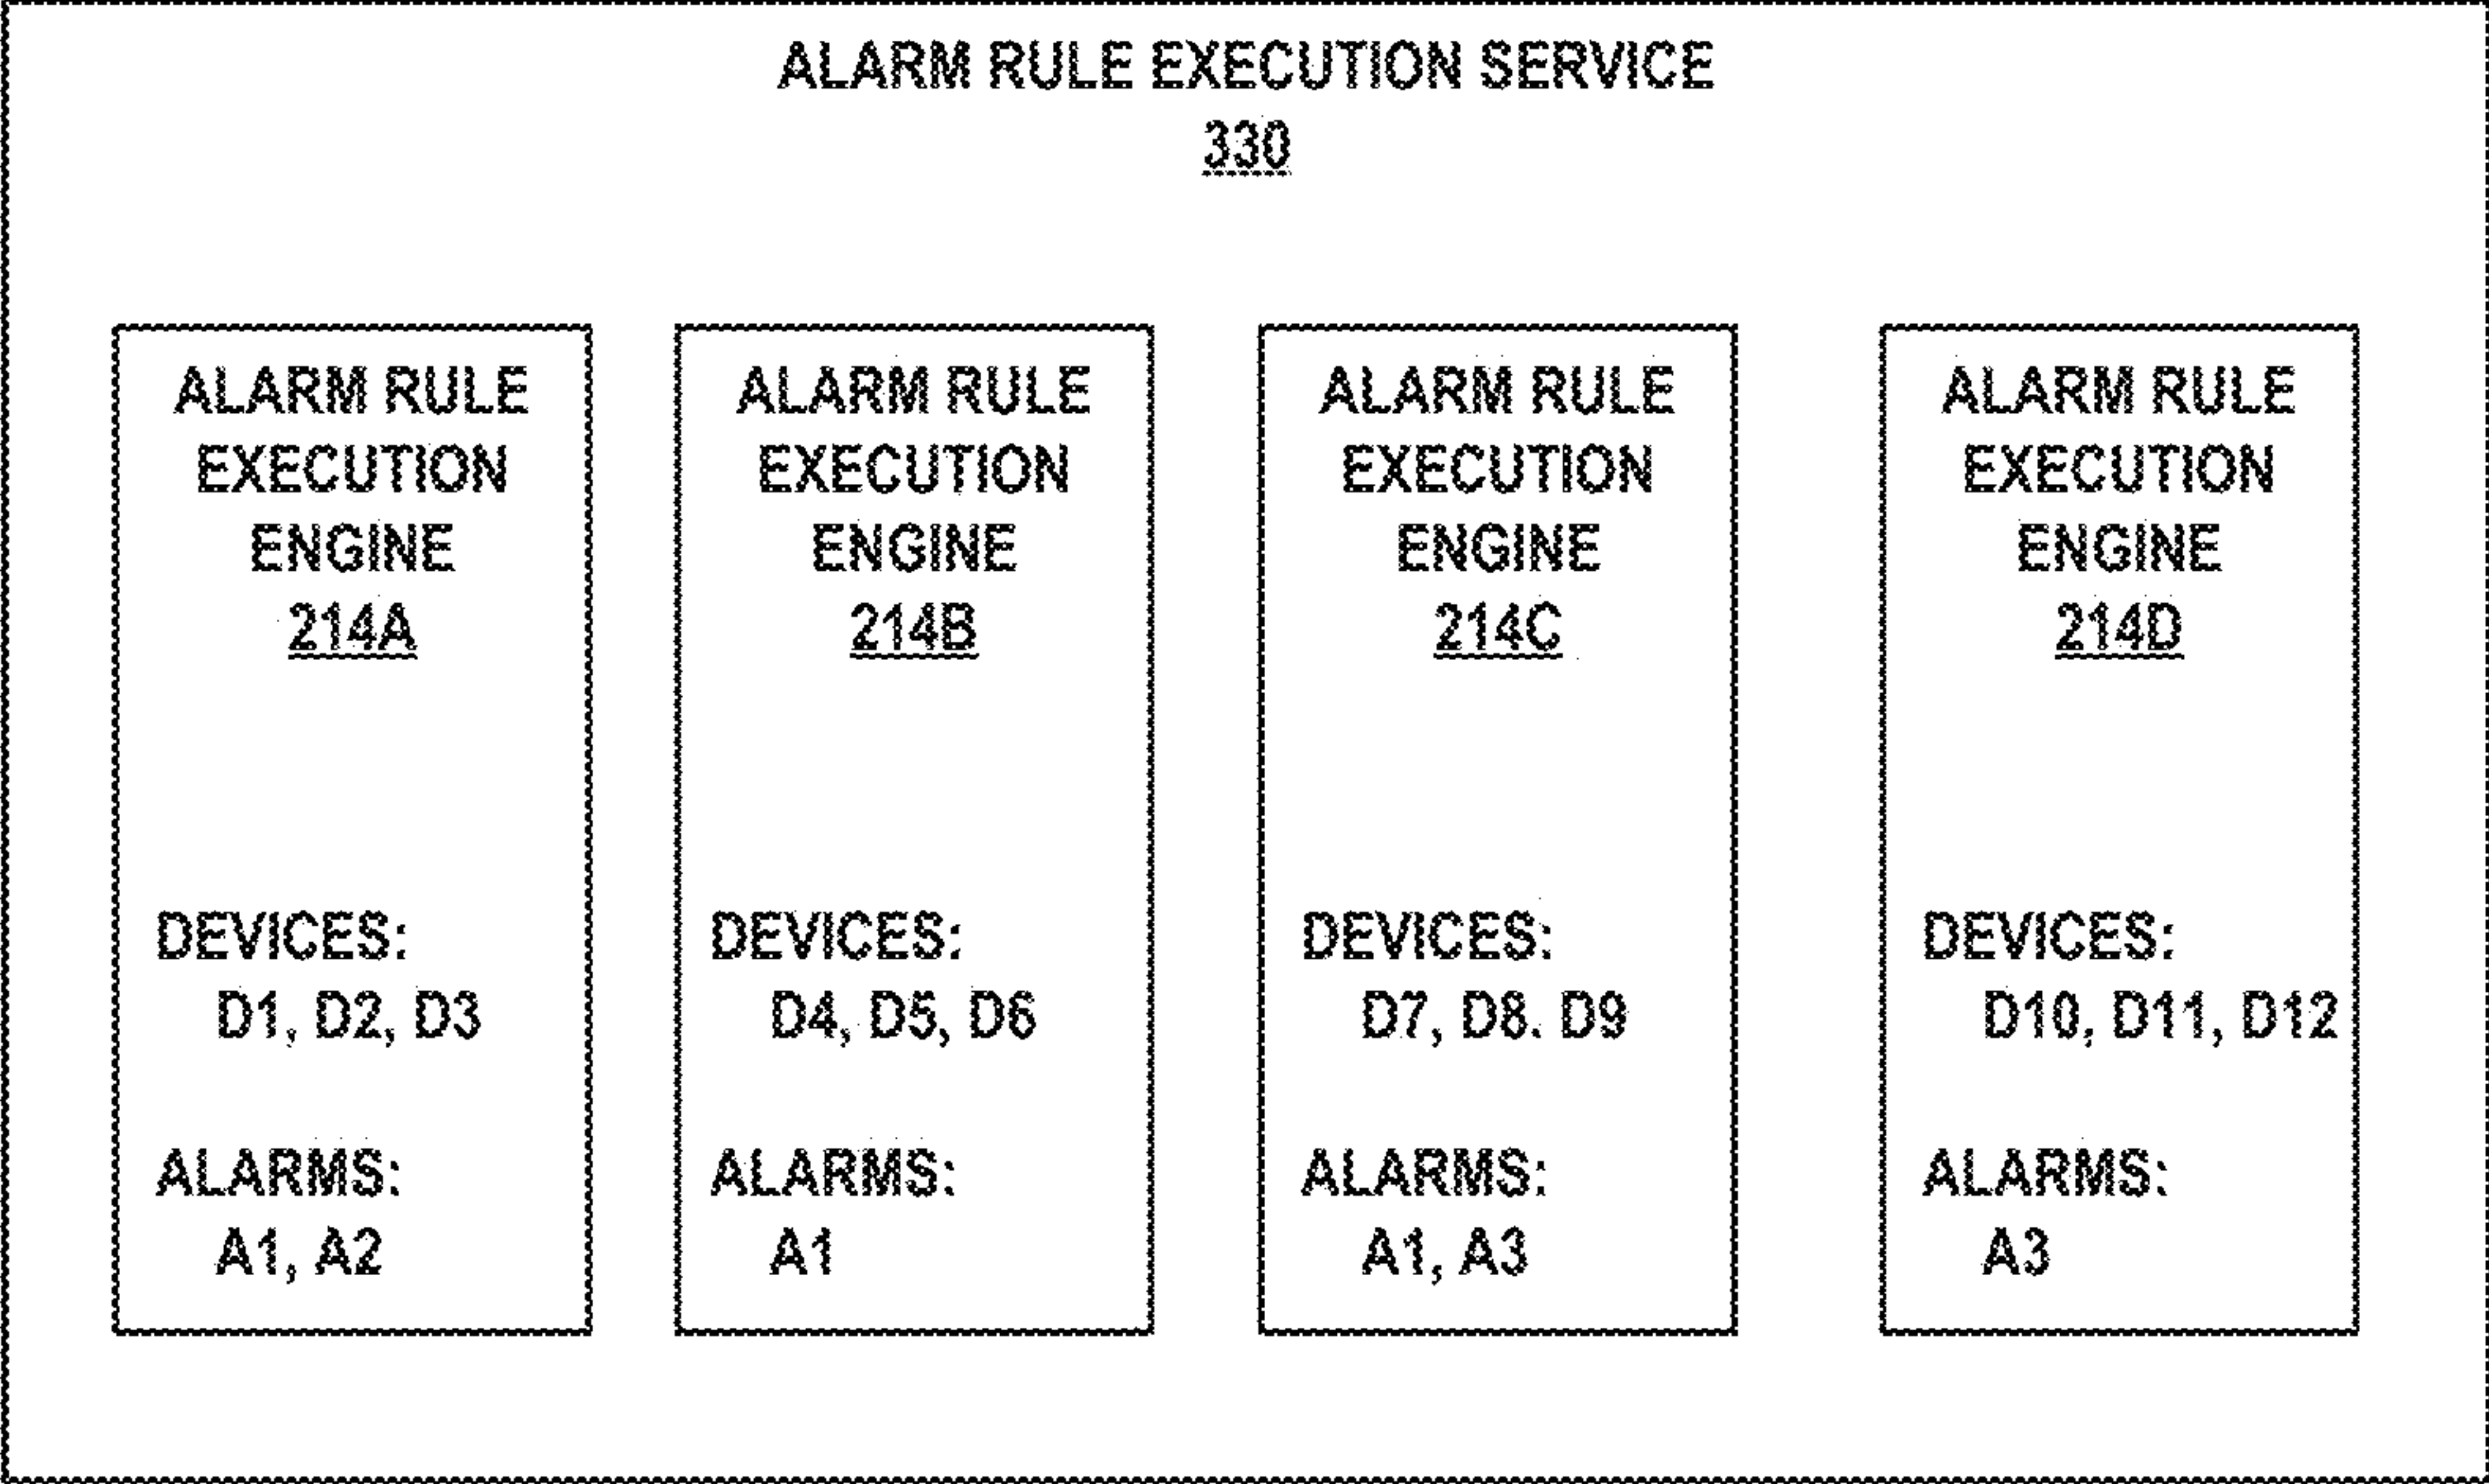 ALARM RULE EXECUTION SERVICE
330
ALARM RULE
EXECUTION
ENGINE
214A
DEVICES:
D1, D2, D3
ALARMS:
A1, A2
ALARM RULE
EXECUTION
ENGINE
214B
DEVICES:
D4, D5, D6
ALARMS:
A1
ALARM RULE
EXECUTION
ENGINE
214C
DEVICES:
D7, D8. D9
ALARMS:
A1, A3
ALARM RULE
EXECUTION
ENGINE
214D
DEVICES:
D10, D11, D12
ALARMS:
A3